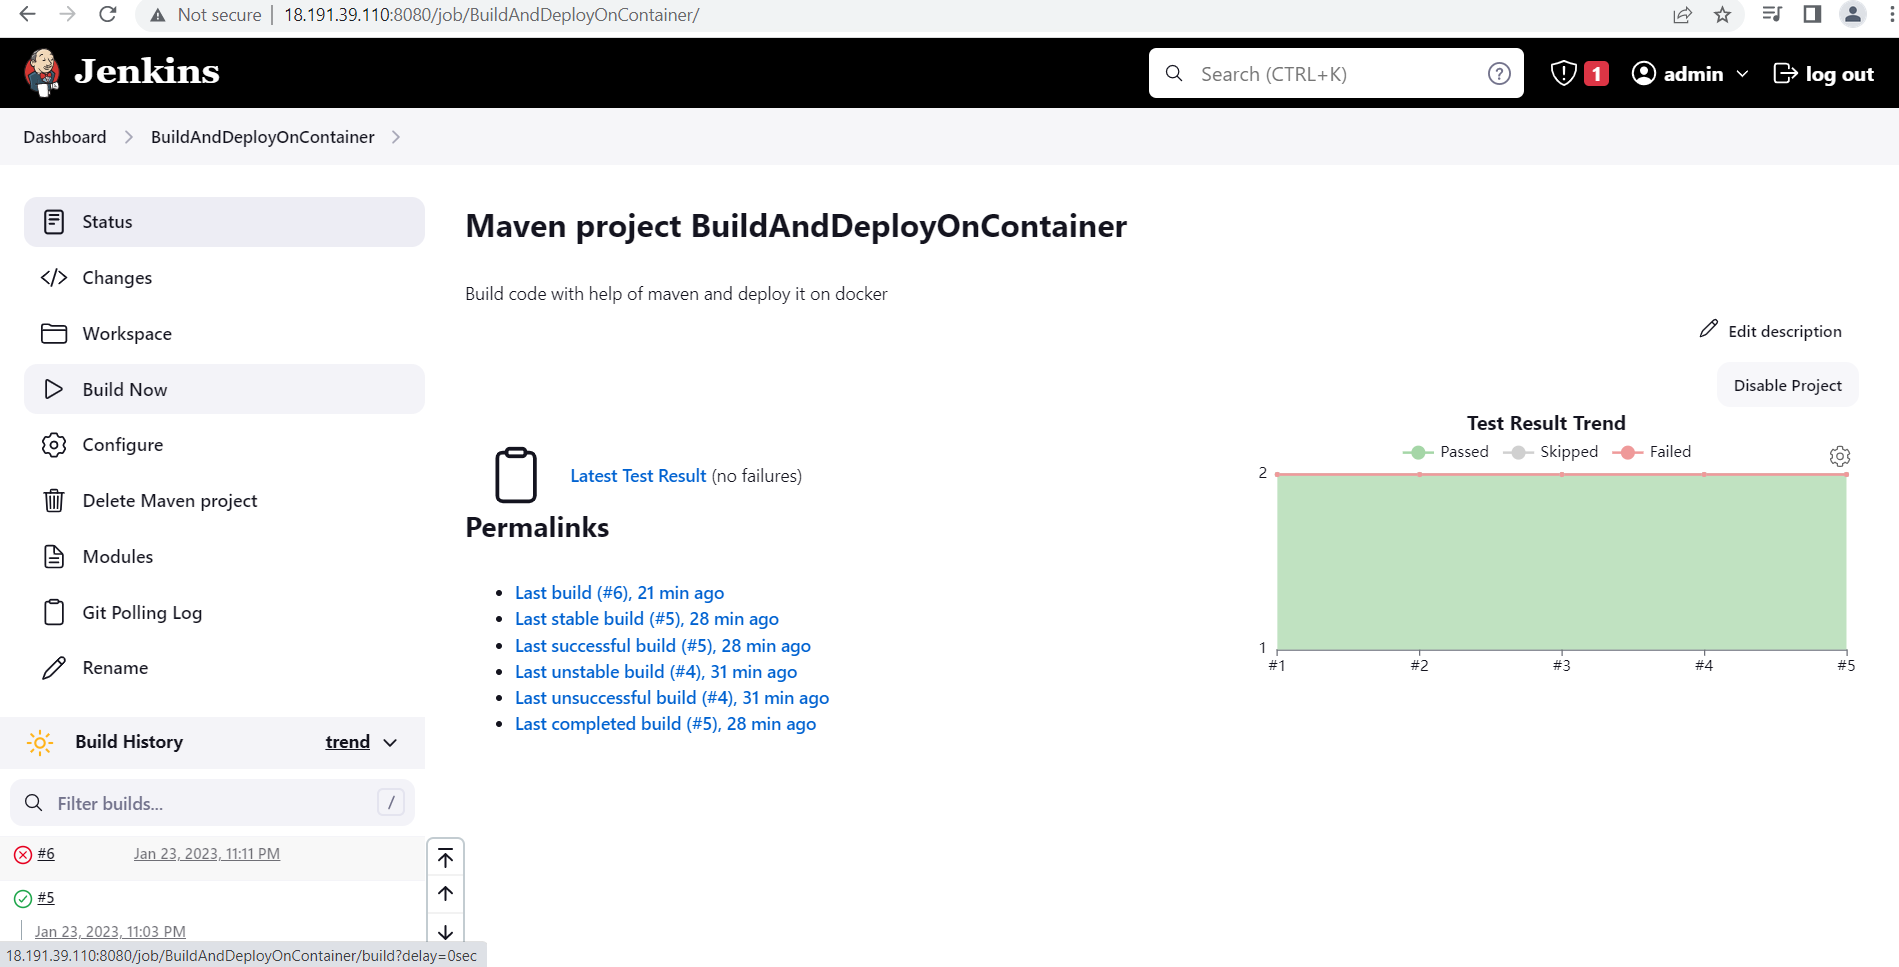 Not secure | 18.191.39.110:8080/job/BuildAndDeployOnContainer/
Jenkins
Search (CTRL+K)
?
1
admin
log out
Dashboard
BuildAndDeployOnContainer
Status
Changes
Workspace
Build Now
Configure
Delete Maven project
Modules
Git Polling Log
Rename
Build History
trend
Filter builds...
/
#6
Jan 23, 2023, 11:11 PM
#5
Jan 23, 2023, 11:03 PM
18.191.39.110:8080/job/BuildAndDeployOnContainer/build?delay=0sec
Maven project BuildAndDeployOnContainer
Build code with help of maven and deploy it on docker
Edit description
Disable Project
Latest Test Result (no failures)
Permalinks
Last build (#6), 21 min ago
Last stable build (#5), 28 min ago
Last successful build (#5), 28 min ago
Last unstable build (#4), 31 min ago
Last unsuccessful build (#4), 31 min ago
Last completed build (#5), 28 min ago
Test Result Trend
Passed Skipped Failed
2
1
#1 #2 #3 #4 #5